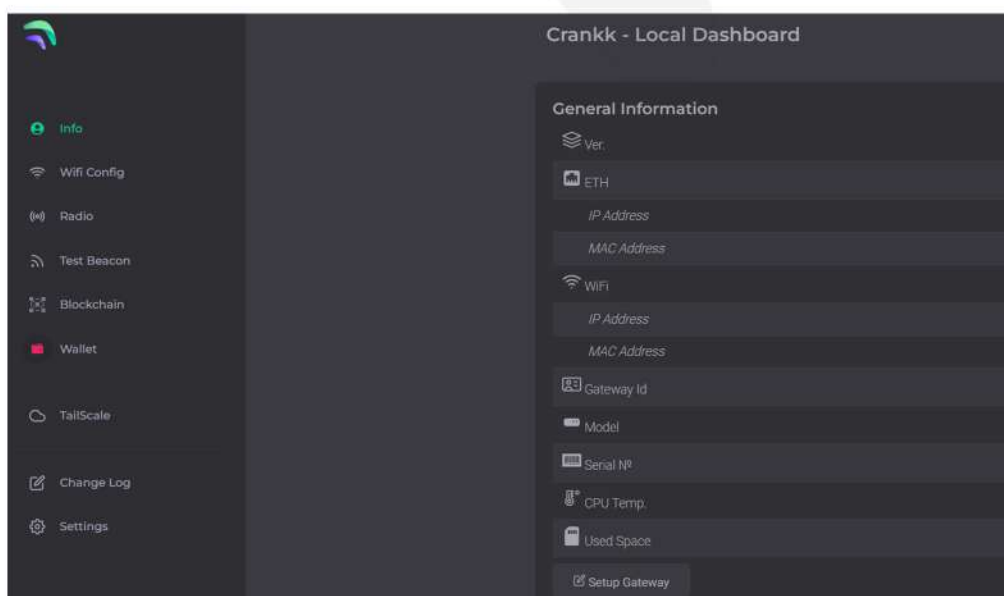 Crankk - Local Dashboard
Info
Wifi Config
Radio
Test Beacon
Blockchain
Wallet
TailScale
Change Log
Settings
General Information
Ver.
ETH
IP Address
MAC Address
WiFi
IP Address
MAC Address
Gateway Id
Model
Serial Nº
CPU Temp.
Used Space
Setup Gateway